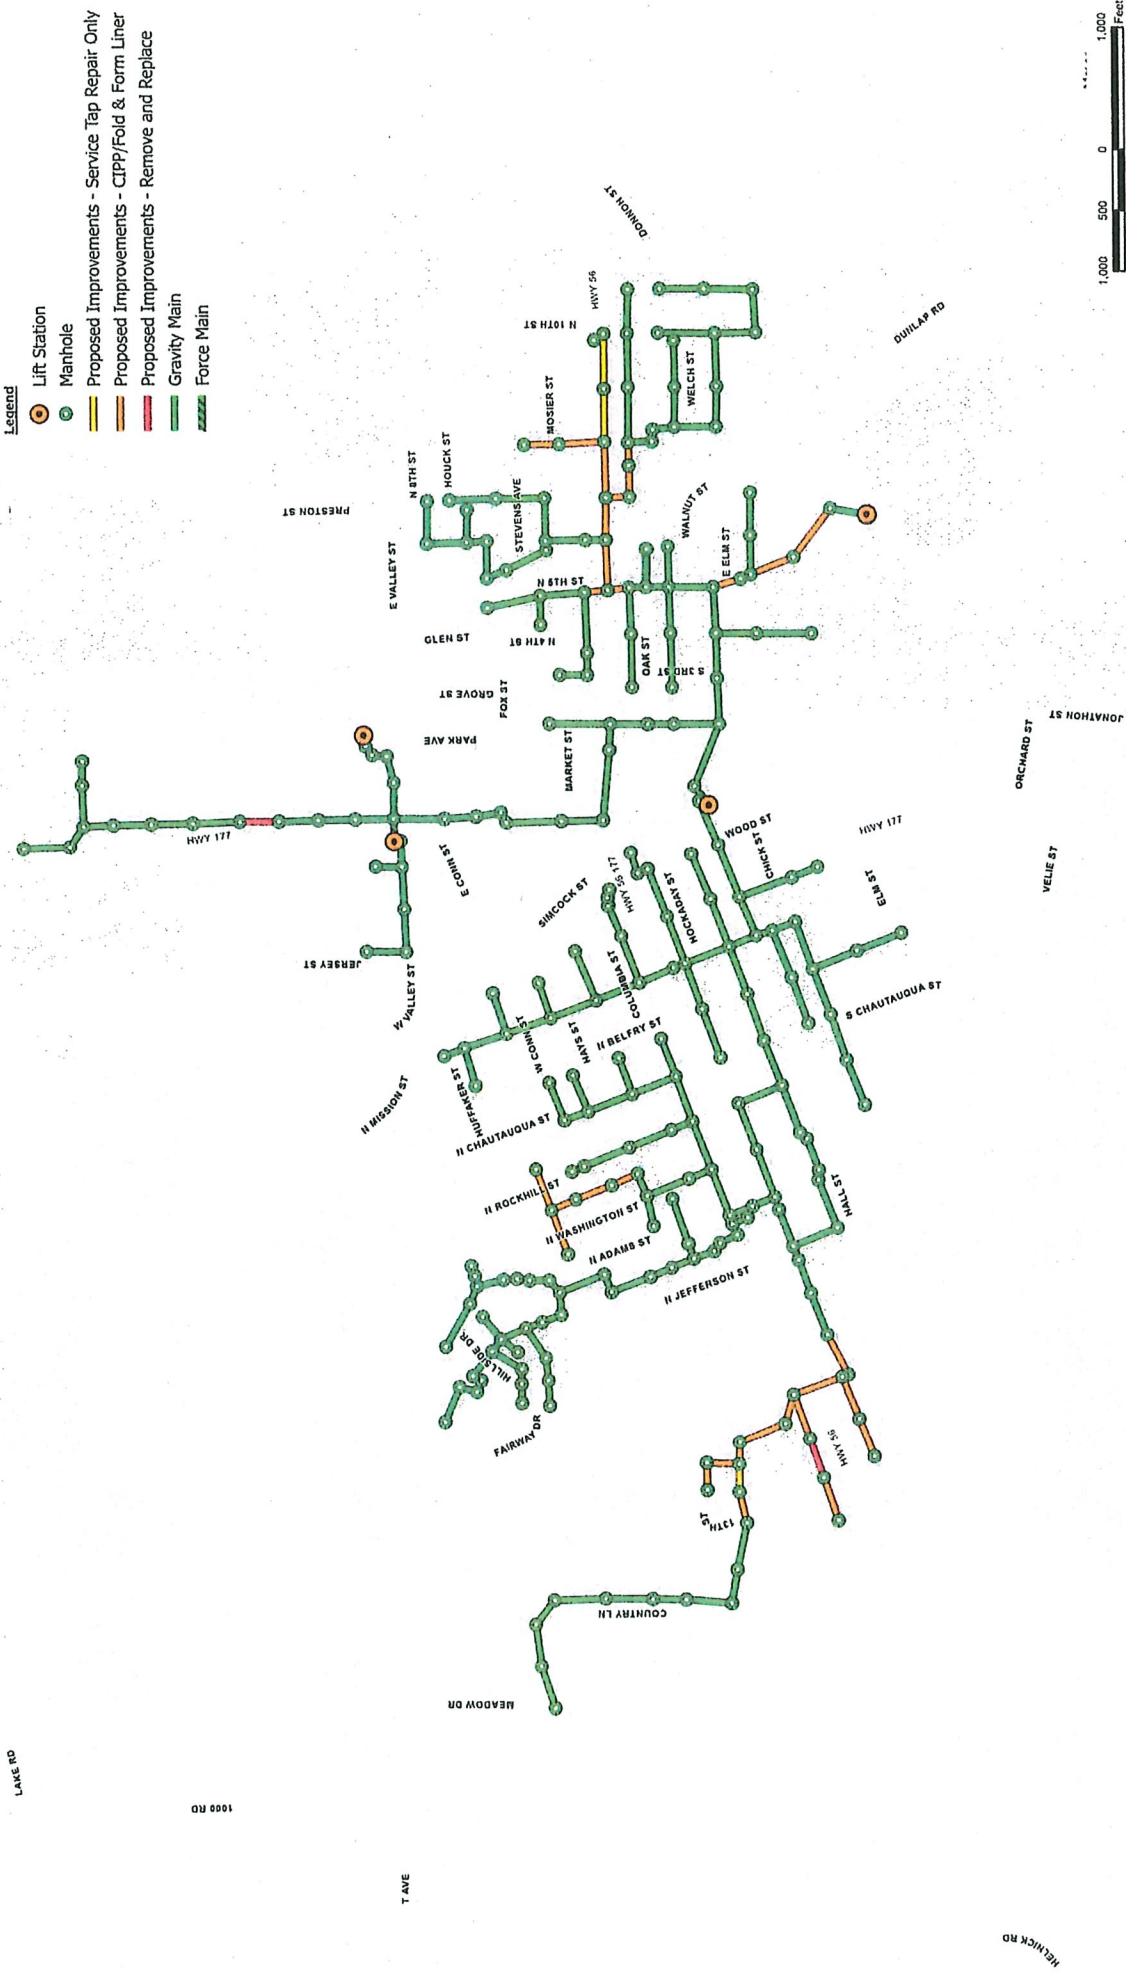 Legend
Lift Station
Manhole
Proposed Improvements - Service Tap Repair Only
Proposed Improvements - CIPP/Fold & Form Liner
Proposed Improvements - Remove and Replace
Gravity Main
Force Main
1,000
500
0
1,000
Feet
DONNON ST
HWY 56
N 10TH ST
DUNLAP RD
WELCH ST
MOSIER ST
HOUCK ST
N 8TH ST
PRESTON ST
STEVENS AVE
WALNUT ST
E ELM ST
E VALLEY ST
N 5TH ST
GLEN ST
N 4TH ST
OAK ST
S 3RD ST
GROVE ST
FOX ST
PARK AVE
MARKET ST
JONATHON ST
ORCHARD ST
HWY 177
E CONN ST
WOOD ST
CHICK ST
HWY 177
VELIE ST
ELM ST
SIMCOCK ST
HWY 56 177
HOCKADAY ST
COLUMBIA ST
JERSEY ST
W VALLEY ST
S CHAUTAUQUA ST
W CONN ST
HAYS ST
N BELFRY ST
HUFFAKER ST
N MISSION ST
N CHAUTAUQUA ST
N ROCKHILL ST
N WASHINGTON ST
N ADAMS ST
HALL ST
N JEFFERSON ST
HILLSIDE DR
FAIRWAY DR
HWY 56
13TH ST
COUNTRY LN
MEADOW DR
LAKE RD
1000 RD
T AVE
HELNICK RD